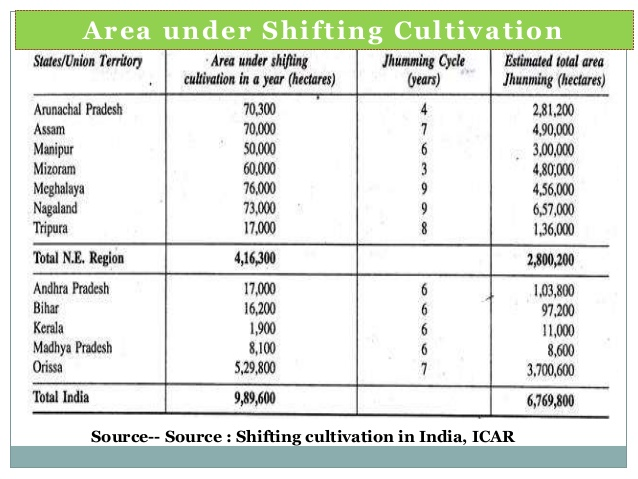 Area under Shifting Cultivation
States/Union Territory Area under shifting cultivation in a year (hectares) Jhumming Cycle (years) Estimated total area Jhunming (hectares)
Arunachal Pradesh 70,300 4 2,81,200
Assam 70,000 7 4,90,000
Manipur 50,000 6 3,00,000
Mizoram 60,000 3 4,80,000
Meghalaya 76,000 9 4,56,000
Nagaland 73,000 9 6,57,000
Tripura 17,000 8 1,36,000
Total N.E. Region 4,16,300 2,800,200
Andhra Pradesh 17,000 6 1,03,800
Bihar 16,200 6 97,200
Kerala 1,900 6 11,000
Madhya Pradesh 8,100 6 8,600
Orissa 5,29,800 7 3,700,600
Total India 9,89,600 6,769,800
Source-- Source : Shifting cultivation in India, ICAR